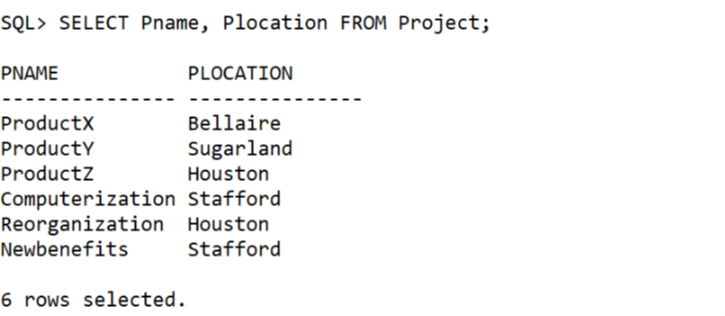 SQL> SELECT Pname, Plocation FROM Project;
PNAME           PLOCATION
--------------- ---------------
ProductX        Bellaire
ProductY        Sugarland
ProductZ        Houston
Computerization Stafford
Reorganization  Houston
Newbenefits     Stafford
6 rows selected.